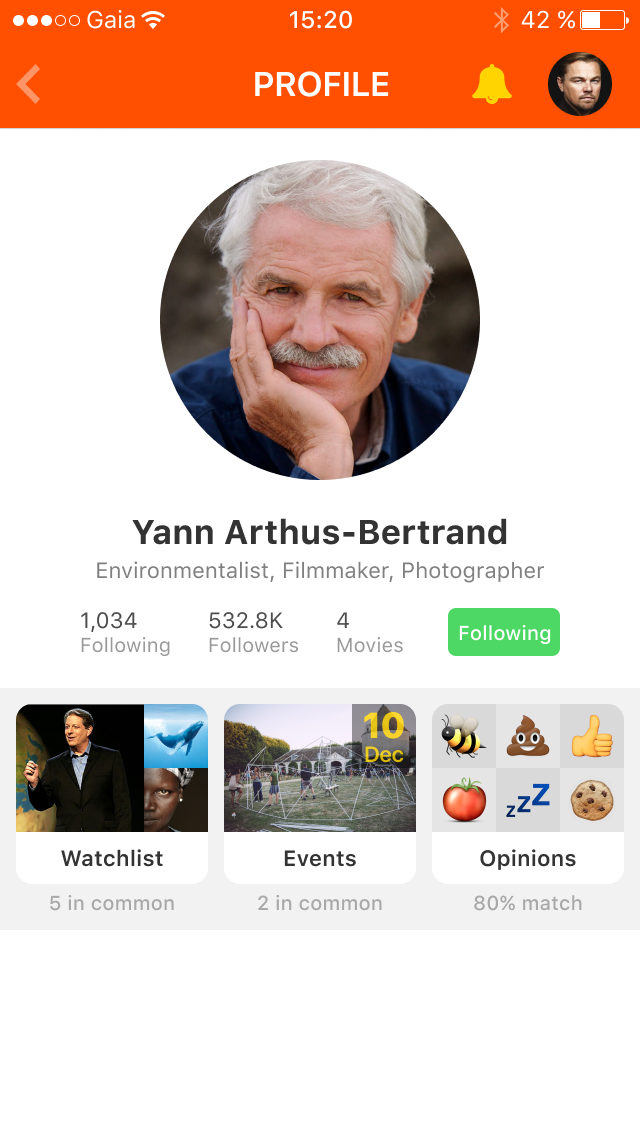 Gaia 15:20 42 %
PROFILE
Yann Arthus-Bertrand
Environmentalist, Filmmaker, Photographer
1,034 532.8K 4
Following Followers Movies Following
10
Dec
Watchlist Events Opinions
5 in common 2 in common 80% match